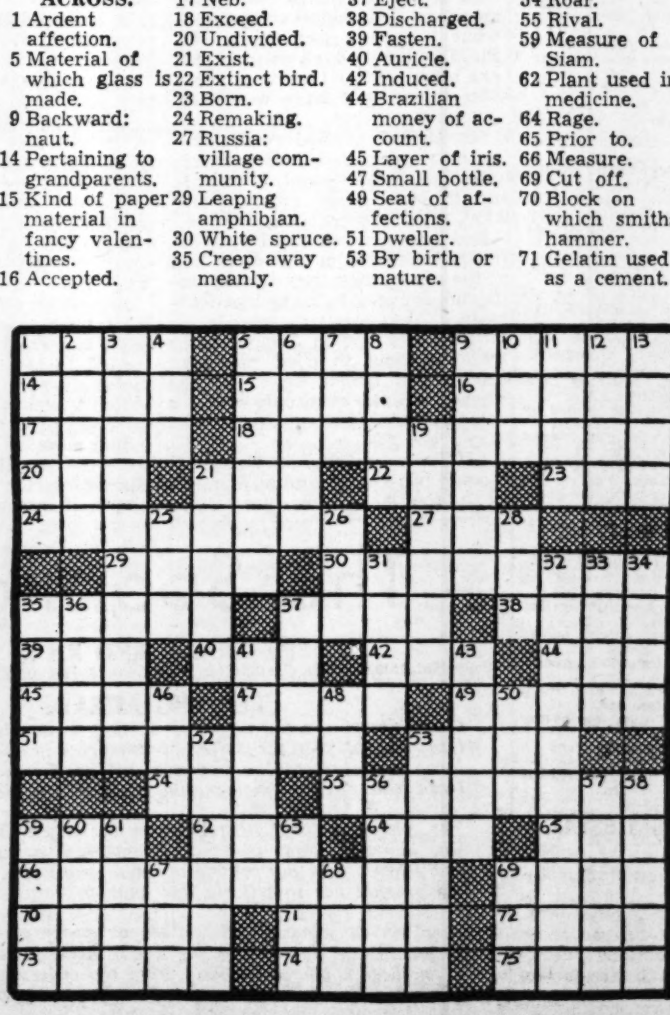 ACROSS.
1 Ardent
affection.
5 Material of
which glass is
made.
9 Backward:
naut.
14 Pertaining to
grandparents.
15 Kind of paper
material in
fancy valen-
tines.
16 Accepted.
17 Neb.
18 Exceed.
20 Undivided.
21 Exist.
22 Extinct bird.
23 Born.
24 Remaking.
27 Russia:
village com-
munity.
29 Leaping
amphibian.
30 White spruce.
35 Creep away
meanly.
37 Eject.
38 Discharged.
39 Fasten.
40 Auricle.
42 Induced.
44 Brazilian
money of ac-
count.
45 Layer of iris.
47 Small bottle.
49 Seat of af-
fections.
51 Dweller.
53 By birth or
nature.
54 Roar.
55 Rival.
59 Measure of
Siam.
62 Plant used in
medicine.
64 Rage.
65 Prior to.
66 Measure.
69 Cut off.
70 Block on
which smith
hammer.
71 Gelatin used
as a cement.
1 2 3 4 5 6 7 8 9 10 11 12 13
14 15 16
17 18 19
20 21 22 23
24 25 26 27 28
29 30 31 32 33 34
35 36 37 38
39 40 41 42 43 44
45 46 47 48 49 50
51 52 53
54 55 56 57 58
59 60 61 62 63 64 65
66 67 68 69
70 71 72
73 74 75